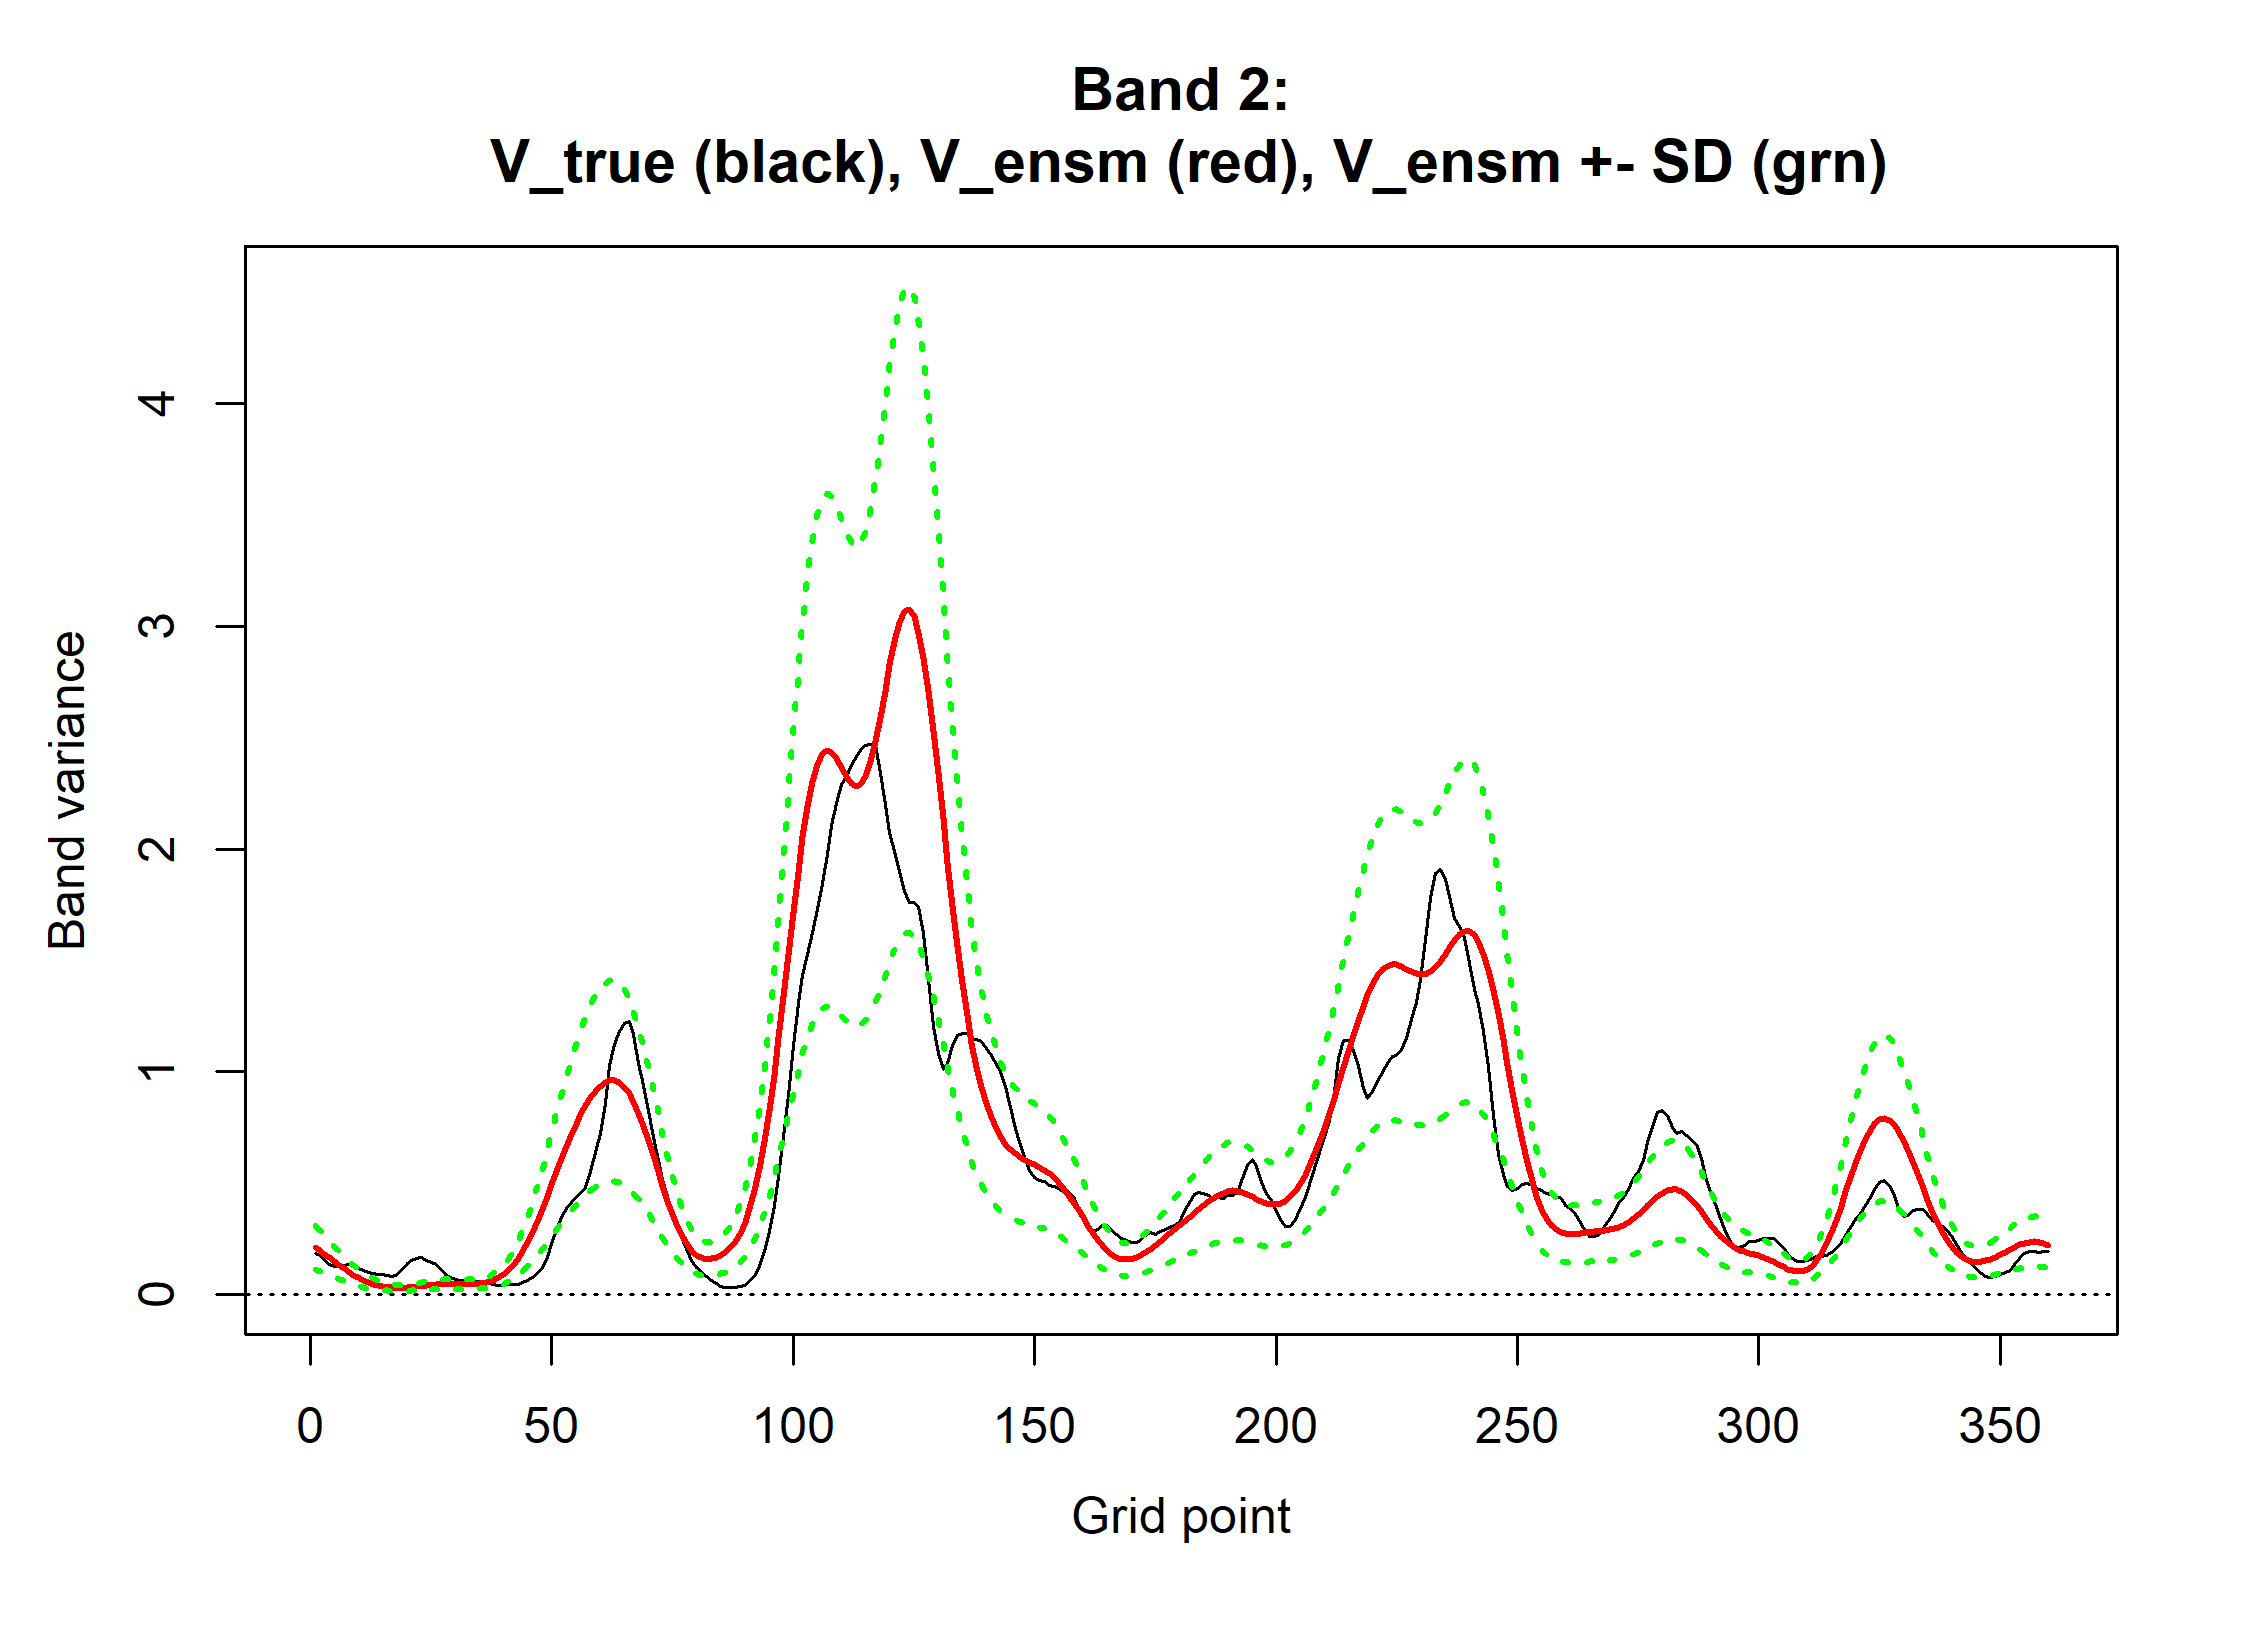 Band 2:
V_true (black), V_ensm (red), V_ensm +- SD (grn)
Band variance
4
3
2
1
0
0 50 100 150 200 250 300 350
Grid point